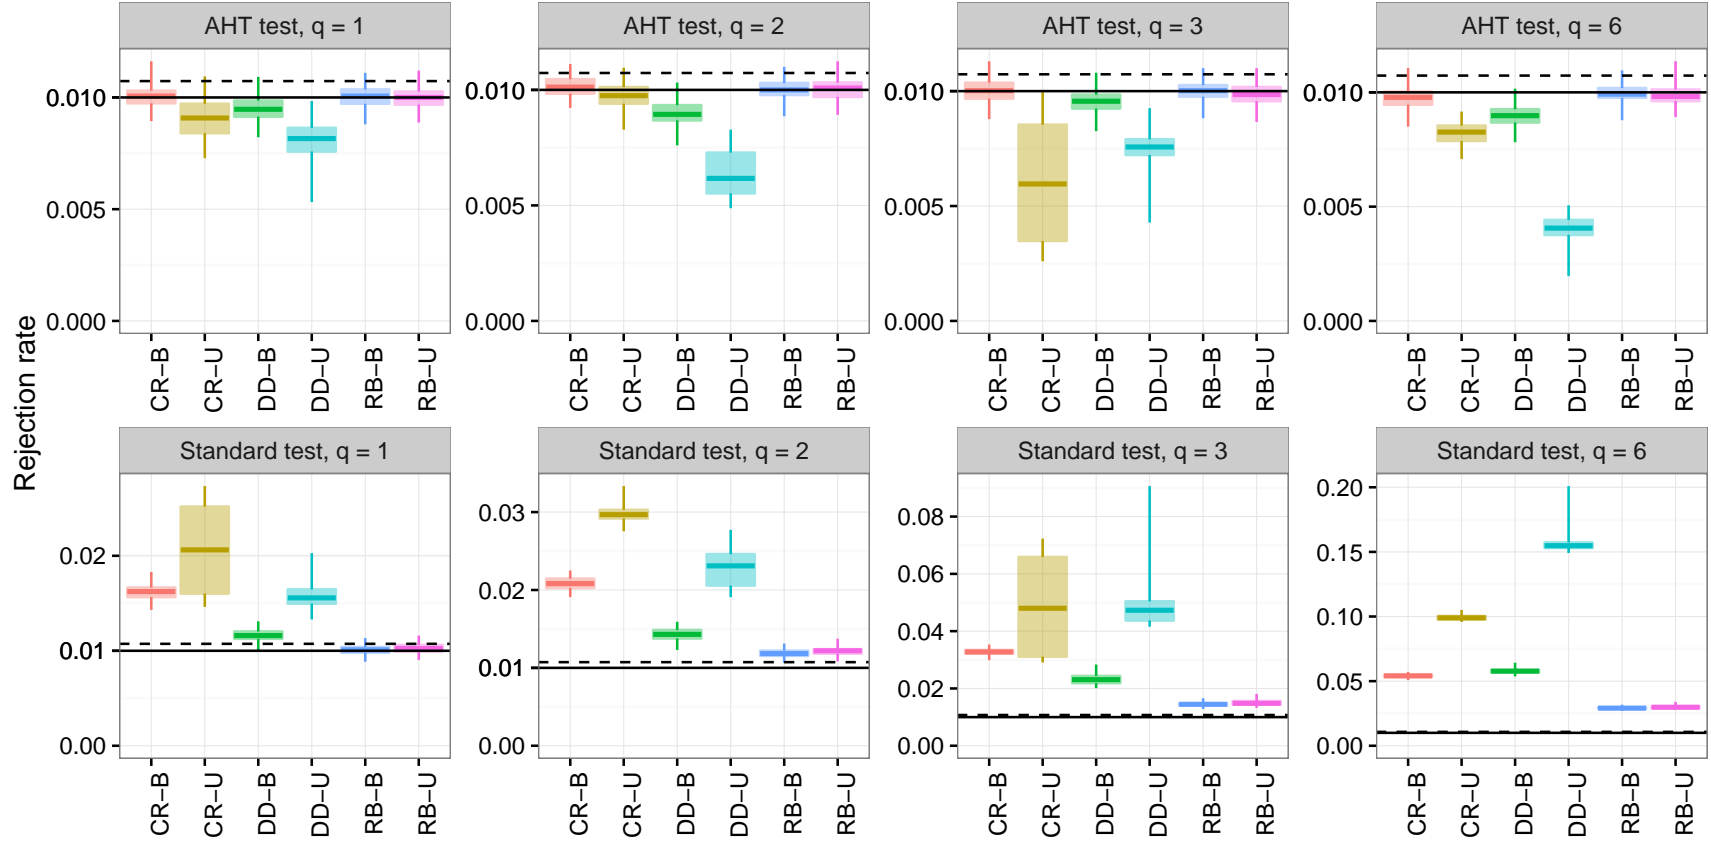 AHT test, q = 1
AHT test, q = 2
AHT test, q = 3
AHT test, q = 6
0.010
0.005
0.000
CR−B
CR−U
DD−B
DD−U
RB−B
RB−U
0.010
0.005
0.000
CR−B
CR−U
DD−B
DD−U
RB−B
RB−U
0.010
0.005
0.000
CR−B
CR−U
DD−B
DD−U
RB−B
RB−U
0.010
0.005
0.000
CR−B
CR−U
DD−B
DD−U
RB−B
RB−U
Rejection rate
Standard test, q = 1
Standard test, q = 2
Standard test, q = 3
Standard test, q = 6
0.02
0.01
0.00
CR−B
CR−U
DD−B
DD−U
RB−B
RB−U
0.03
0.02
0.01
0.00
CR−B
CR−U
DD−B
DD−U
RB−B
RB−U
0.08
0.06
0.04
0.02
0.00
CR−B
CR−U
DD−B
DD−U
RB−B
RB−U
0.20
0.15
0.10
0.05
0.00
CR−B
CR−U
DD−B
DD−U
RB−B
RB−U